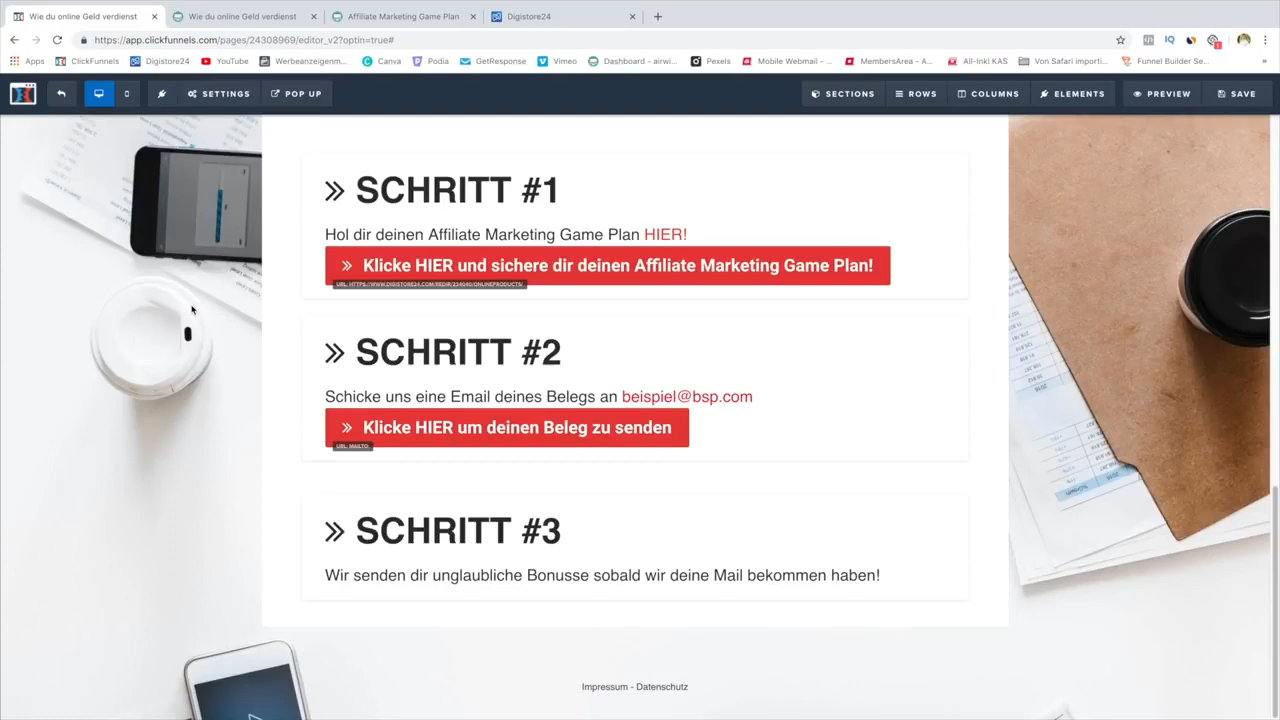 Wie du online Geld verdienst
Wie du online Geld verdienst
Affiliate Marketing Game Plan
Digistore24
https://app.clickfunnels.com/pages/24308969/editor_v2?optin=true#
Apps
ClickFunnels
Digistore24
YouTube
Werbeanzeigenm...
Canva
Podia
GetResponse
Vimeo
Dashboard - airwi...
Pexels
Mobile Webmail - ...
MembersArea - A...
All-Inkl KAS
Von Safari importi...
Funnel Builder Se...
SETTINGS
POP UP
SECTIONS
ROWS
COLUMNS
ELEMENTS
PREVIEW
SAVE
SCHRITT #1
Hol dir deinen Affiliate Marketing Game Plan HIER!
Klicke HIER und sichere dir deinen Affiliate Marketing Game Plan!
SCHRITT #2
Schicke uns eine Email deines Belegs an beispiel@bsp.com
Klicke HIER um deinen Beleg zu senden
URL: MAILTO:
SCHRITT #3
Wir senden dir unglaubliche Bonusse sobald wir deine Mail bekommen haben!
Impressum - Datenschutz